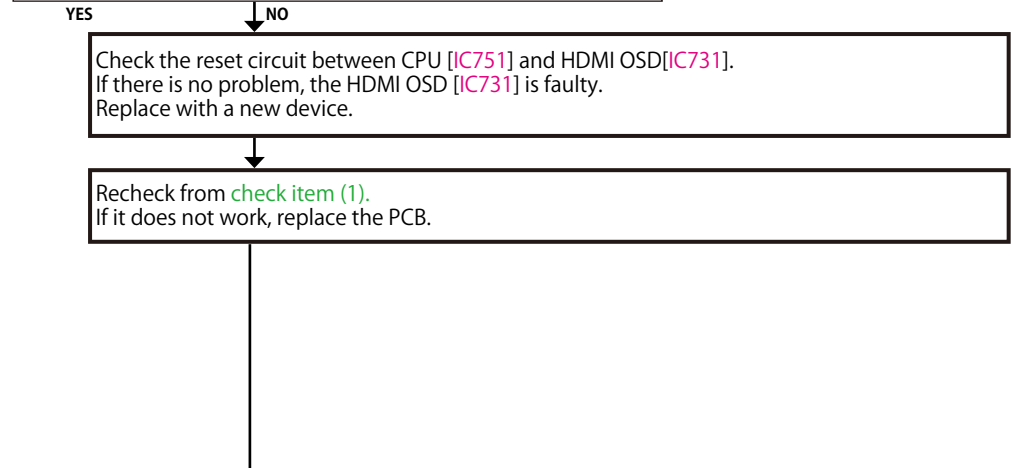 YES NO
Check the reset circuit between CPU [IC751] and HDMI OSD[IC731].
If there is no problem, the HDMI OSD [IC731] is faulty.
Replace with a new device.
Recheck from check item (1).
If it does not work, replace the PCB.